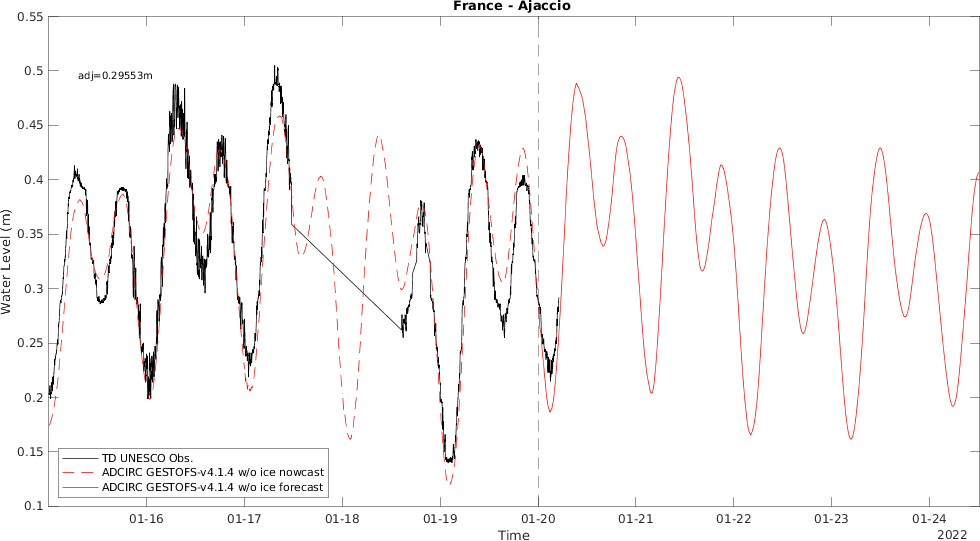 France - Ajaccio
adj=0.29553m
0.55
0.5
0.45
0.4
0.35
0.3
0.25
0.2
0.15
0.1
Water Level (m)
TD UNESCO Obs.
ADCIRC GESTOFS-v4.1.4 w/o ice nowcast
ADCIRC GESTOFS-v4.1.4 w/o ice forecast
01-16 01-17 01-18 01-19 01-20 01-21 01-22 01-23 01-24
Time
2022